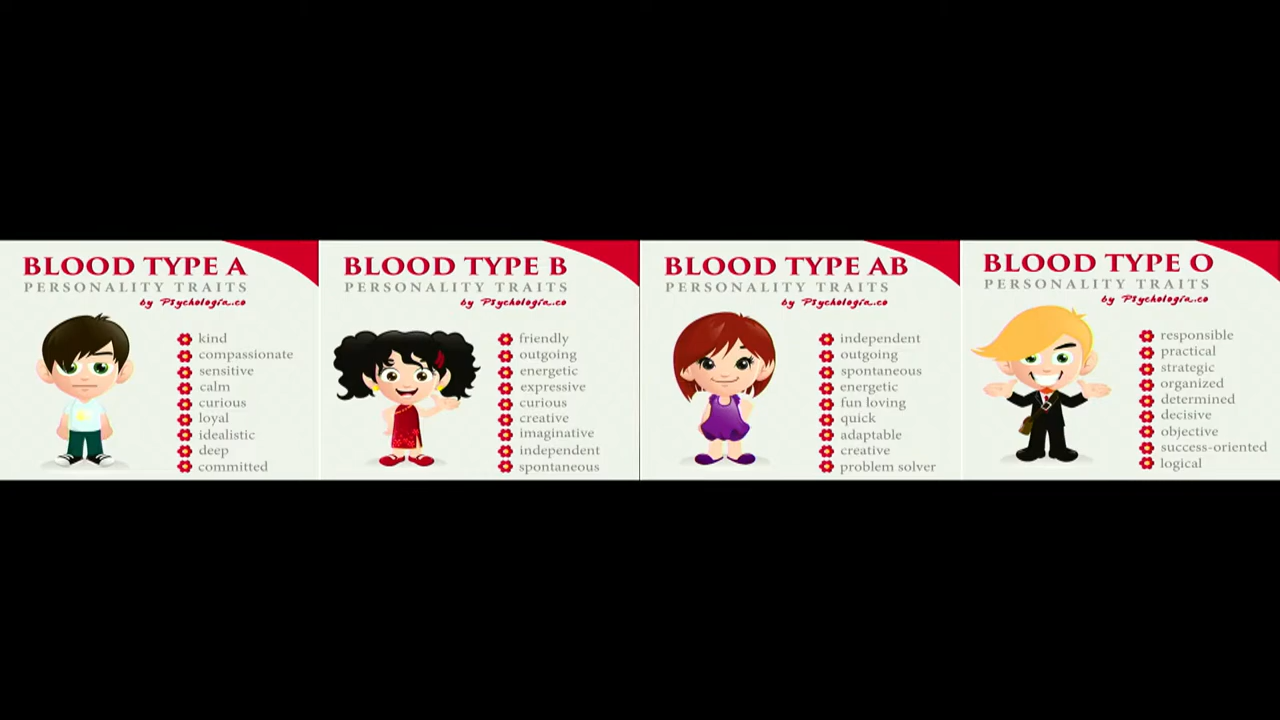 BLOOD TYPE A
PERSONALITY TRAITS
by Psychologia.co
kind
compassionate
sensitive
calm
curious
loyal
idealistic
deep
committed
BLOOD TYPE B
PERSONALITY TRAITS
by Psychologia.co
friendly
outgoing
energetic
expressive
curious
creative
imaginative
independent
spontaneous
BLOOD TYPE AB
PERSONALITY TRAITS
by Psychologia.co
independent
outgoing
spontaneous
energetic
fun loving
quick
adaptable
creative
problem solver
BLOOD TYPE O
PERSONALITY TRAITS
by Psychologia.co
responsible
practical
strategic
organized
determined
decisive
objective
success-oriented
logical